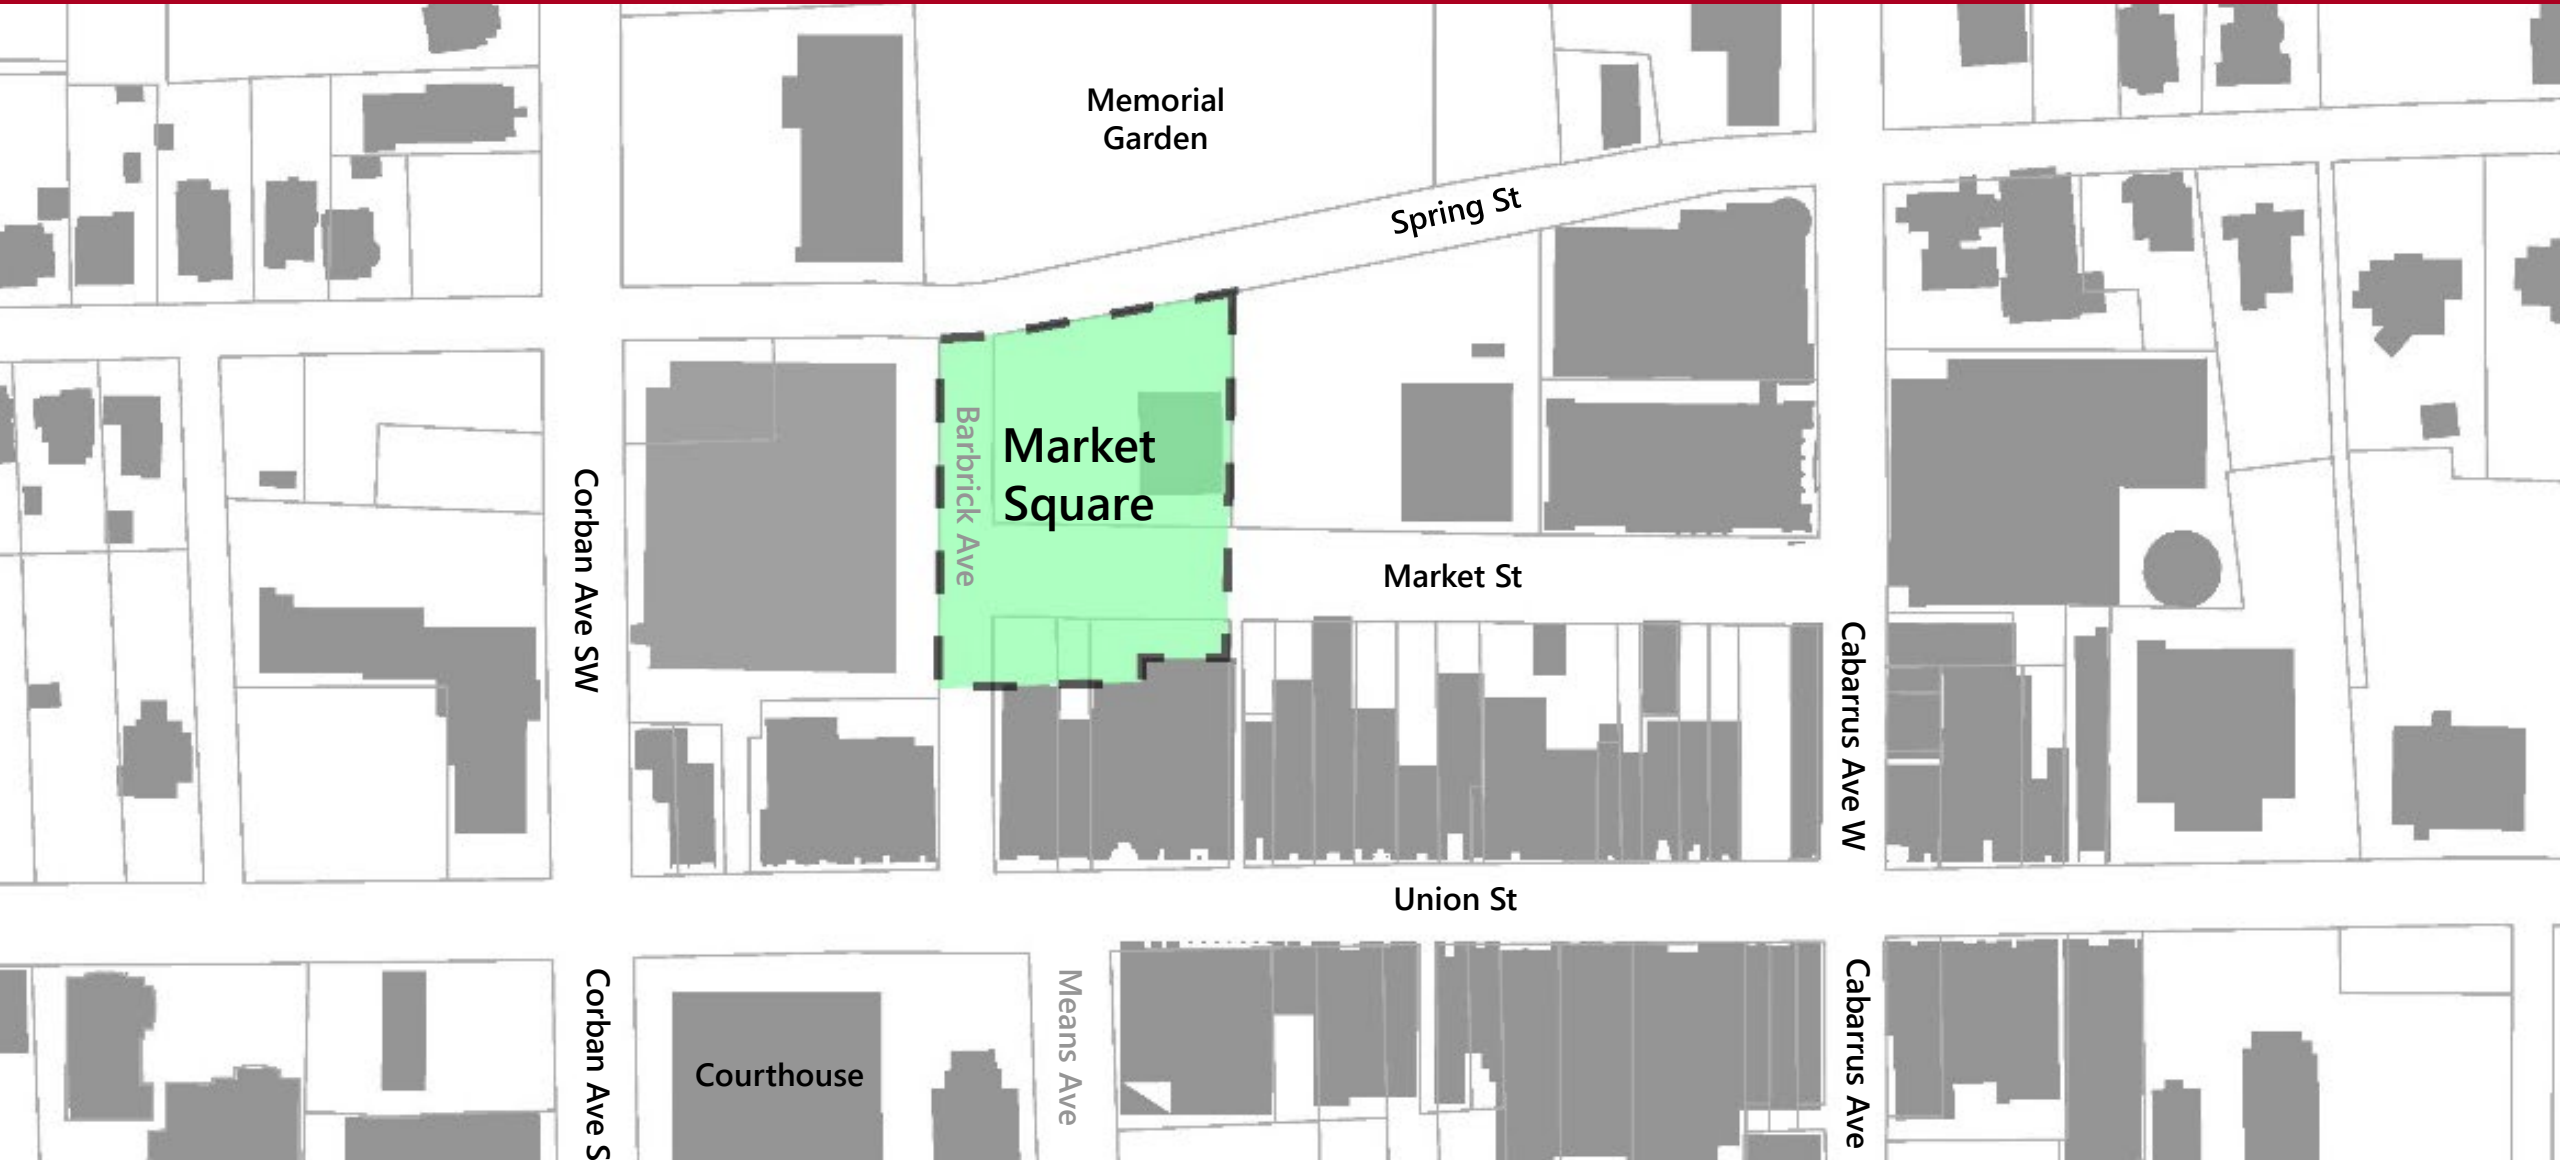 Memorial
Garden
Spring St
Barbrick Ave
Market
Square
Corban Ave SW
Market St
Cabarrus Ave W
Union St
Corban Ave S
Courthouse
Means Ave
Cabarrus Ave